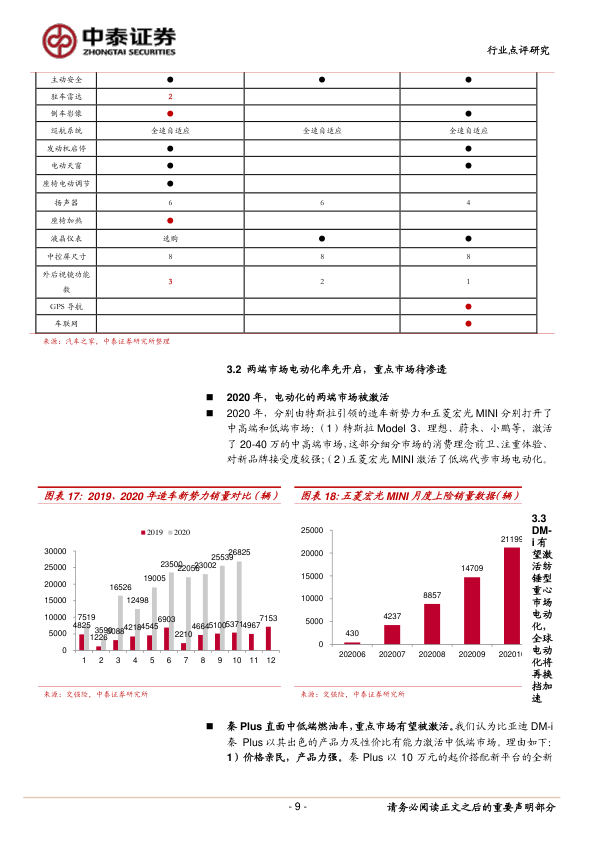 中泰证券
ZHONGTAI SECURITIES
行业点评研究
主动安全 ● ● ●
驻车雷达 2
倒车影像 ● ●
巡航系统 全速自适应 全速自适应 全速自适应
发动机启停 ● ●
电动天窗 ● ●
座椅电动调节 ●
扬声器 6 6 4
座椅加热 ●
液晶仪表 选购 ● ●
中控屏尺寸 8 8 8
外后视镜功能
数 3 2 1
GPS 导航 ●
车联网 ●
来源：汽车之家，中泰证券研究所整理
3.2 两端市场电动化率先开启，重点市场待渗透
■ 2020 年，电动化的两端市场被激活
■ 2020 年，分别由特斯拉引领的造车新势力和五菱宏光 MINI 分别打开了
中高端和低端市场:（1）特斯拉 Model 3、理想、蔚来、小鹏等，激活
了 20-40 万的中高端市场,这部分细分市场的消费理念前卫、注重体验、
对新品牌接受度较强;（2）五菱宏光 MINI 激活了低端代步市场电动化。
图表 17: 2019、2020 年造车新势力销量对比（辆）
2019 2020
30000
25000
20000
15000
10000
5000
0
4825 1226 3088 4218 4545 6903 2210 4664 5100 5371 4967 7153
7519 3590 16526 12498 19005 23500 22056 23002 25539 26825
1 2 3 4 5 6 7 8 9 10 11 12
来源：交强险，中泰证券研究所
图表 18: 五菱宏光 MINI 月度上险销量数据（辆）
25000
20000
15000
10000
5000
0
430 4237 8857 14709 21199
202006 202007 202008 202009 202010
来源：交强险，中泰证券研究所
3.3
DM-
i 有
望激
活纺
锤型
重心
市场
电动
化，
全球
电动
化将
再换
挡加
速
■ 秦 Plus 直面中低端燃油车,重点市场有望被激活。我们认为比亚迪 DM-i
秦 Plus 以其出色的产品力及性价比有能力激活中低端市场。理由如下:
1）价格亲民，产品力强。秦 Plus 以 10 万元的起价搭配新平台的全新
- 9 -
请务必阅读正文之后的重要声明部分